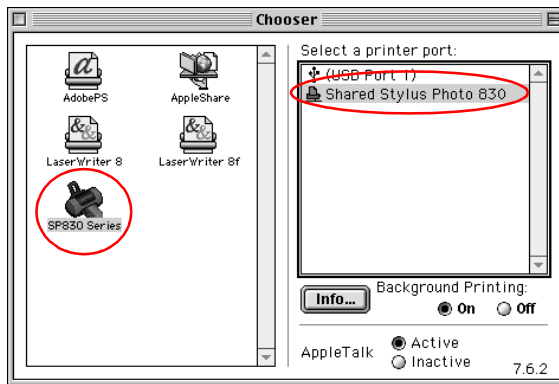 Chooser
AdobePS
AppleShare
LaserWriter 8
LaserWriter 8f
SP830 Series
Select a printer port:
(USB Port 1)
Shared Stylus Photo 830
Info...
Background Printing:
On
Off
AppleTalk
Active
Inactive
7.6.2